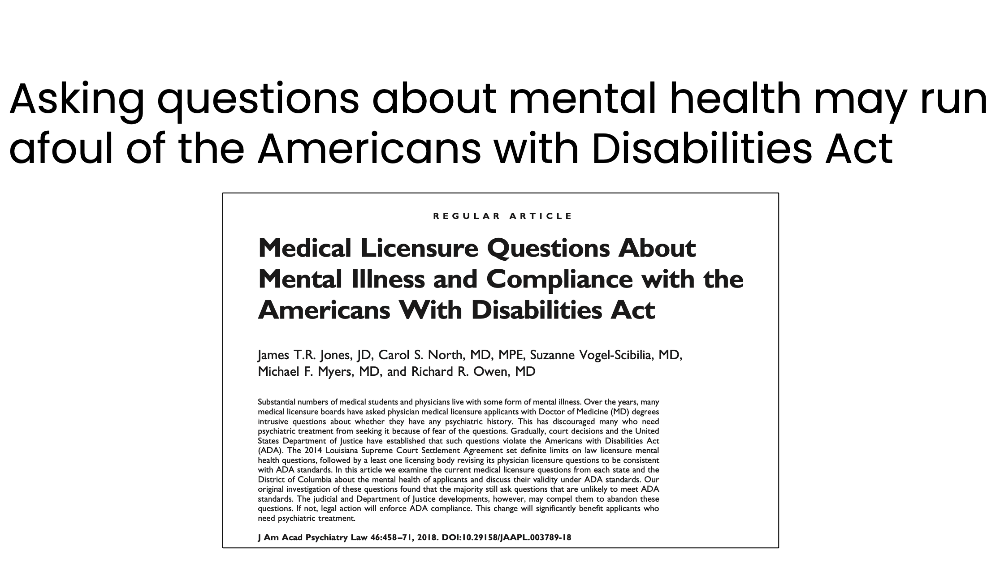 Asking questions about mental health may run
afoul of the Americans with Disabilities Act
REGULAR ARTICLE
Medical Licensure Questions About
Mental Illness and Compliance with the
Americans With Disabilities Act
James T.R. Jones, JD, Carol S. North, MD, MPE, Suzanne Vogel-Scibilia, MD,
Michael F. Myers, MD, and Richard R. Owen, MD
Substantial numbers of medical students and physicians live with some form of mental illness. Over the years, many
medical licensure boards have asked physician medical licensure applicants with Doctor of Medicine (MD) degrees
intrusive questions about whether they have any psychiatric history. This has discouraged many who need
psychiatric treatment from seeking it because of fear of the questions. Gradually, court decisions and the United
States Department of Justice have established that such questions violate the Americans with Disabilities Act
(ADA). The 2014 Louisiana Supreme Court Settlement Agreement set definite limits on law licensure mental
health questions, followed by a least one licensing body revising its physician licensure questions to be consistent
with ADA standards. In this article we examine the current medical licensure questions from each state and the
District of Columbia about the mental health of applicants and discuss their validity under ADA standards. Our
original investigation of these questions found that the majority still ask questions that are unlikely to meet ADA
standards. The judicial and Department of Justice developments, however, may compel them to abandon these
questions. If not, legal action will enforce ADA compliance. This change will significantly benefit applicants who
need psychiatric treatment.
J Am Acad Psychiatry Law 46:458–71, 2018. DOI:10.29158/JAAPL.003789-18